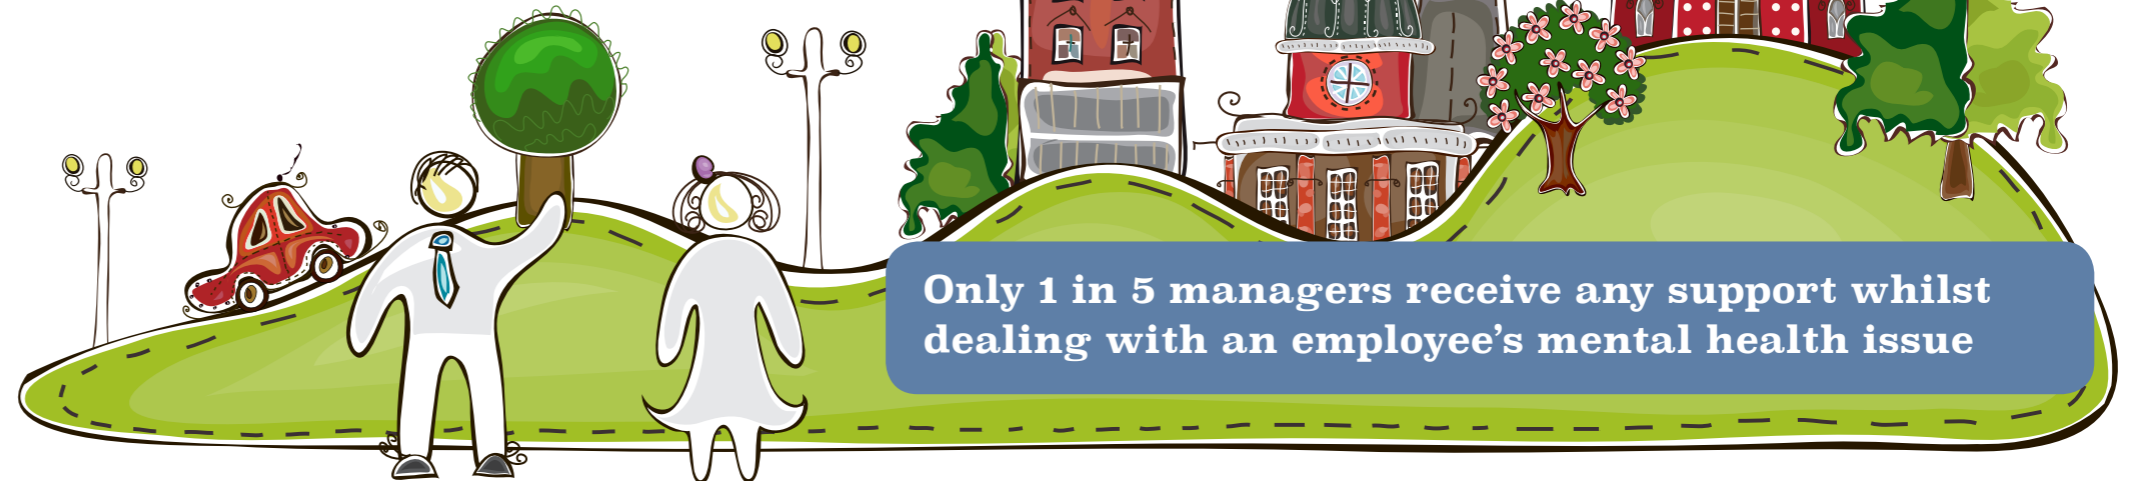 Only 1 in 5 managers receive any support whilst
dealing with an employee’s mental health issue